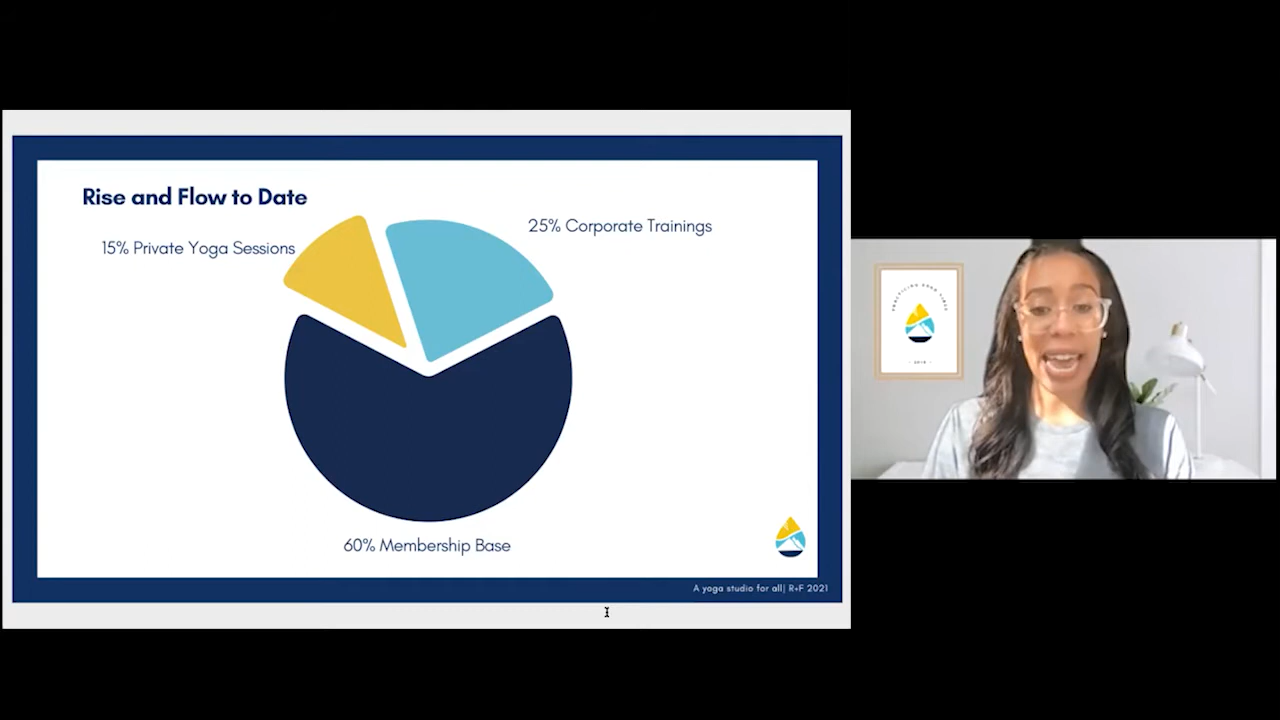 Rise and Flow to Date
15% Private Yoga Sessions
25% Corporate Trainings
60% Membership Base
A yoga studio for all| R+F 2021